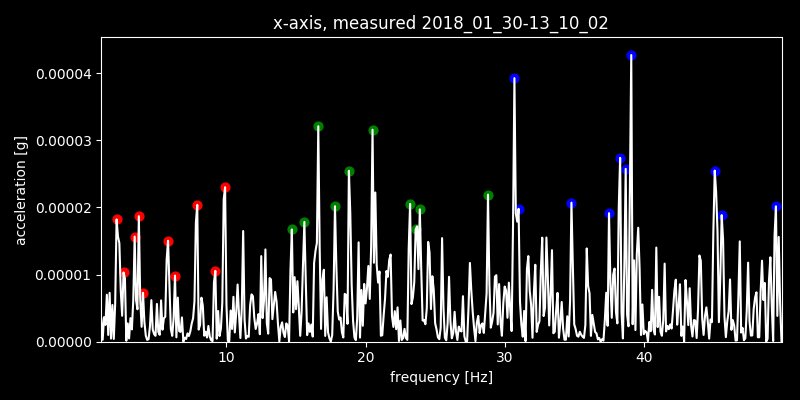 x-axis, measured 2018_01_30-13_10_02
acceleration [g]
0.00004
0.00003
0.00002
0.00001
0.00000
10 20 30 40
frequency [Hz]